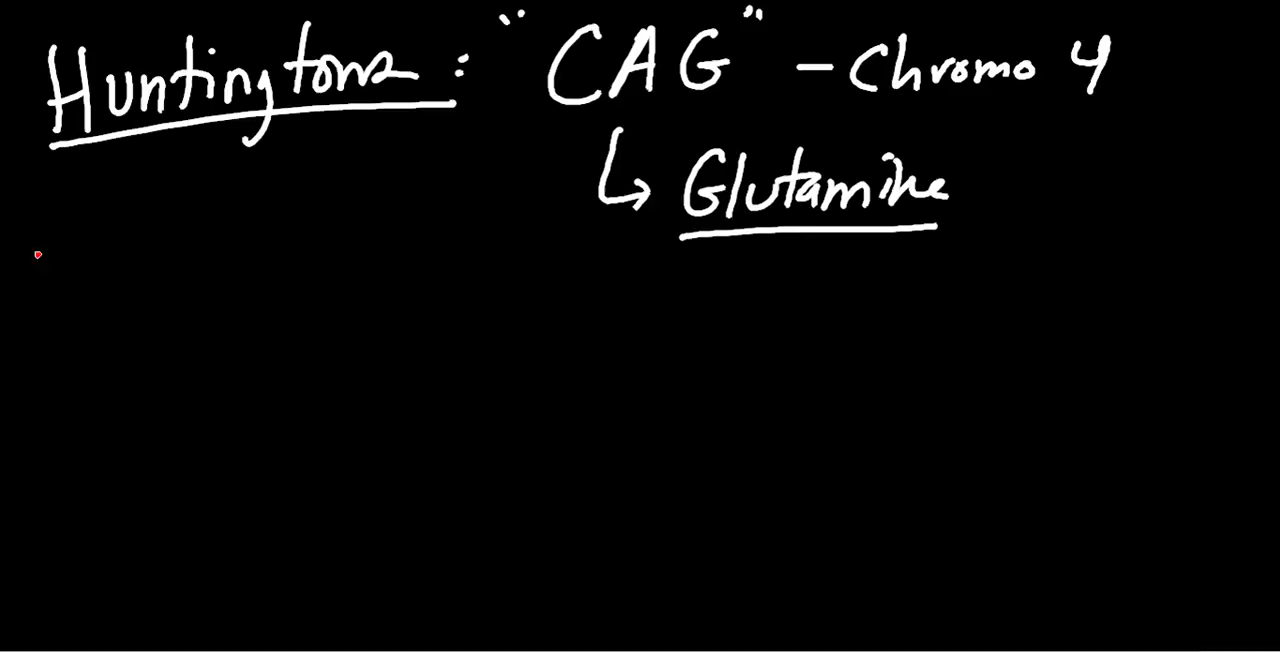 Huntingtons : "CAG" - Chromo 4
↳ Glutamine